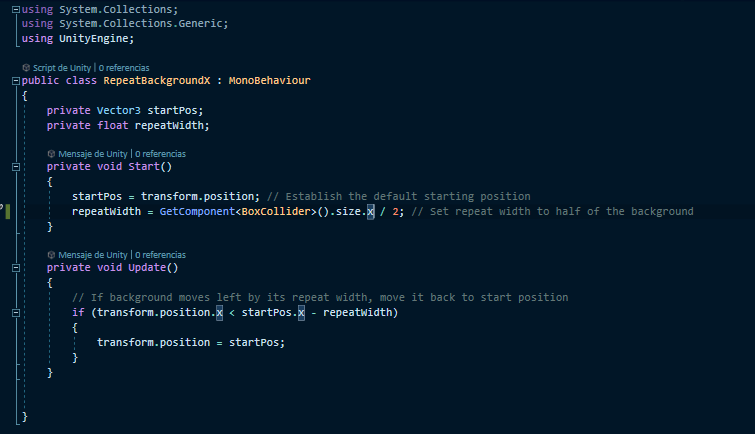 using System.Collections;
using System.Collections.Generic;
using UnityEngine;
Script de Unity | 0 referencias
public class RepeatBackgroundX : MonoBehaviour
{
private Vector3 startPos;
private float repeatWidth;
Mensaje de Unity | 0 referencias
private void Start()
{
startPos = transform.position; // Establish the default starting position
repeatWidth = GetComponent<BoxCollider>().size.x / 2; // Set repeat width to half of the background
}
Mensaje de Unity | 0 referencias
private void Update()
{
// If background moves left by its repeat width, move it back to start position
if (transform.position.x < startPos.x - repeatWidth)
{
transform.position = startPos;
}
}
}